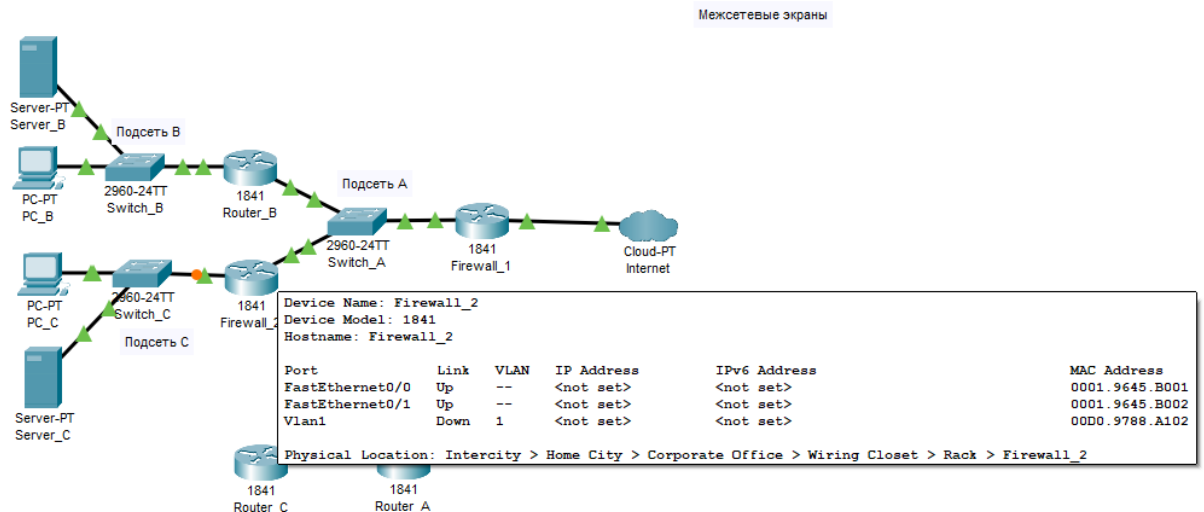 Межсетевые экраны
Server-PT
Server_B
Подсеть B
PC-PT
PC_B
2960-24TT
Switch_B
1841
Router_B
Подсеть A
2960-24TT
Switch_A
1841
Firewall_1
Cloud-PT
Internet
PC-PT
PC_C
2960-24TT
Switch_C
1841
Firewall_2
Подсеть C
Server-PT
Server_C
Device Name: Firewall_2
Device Model: 1841
Hostname: Firewall_2
Port Link VLAN IP Address IPv6 Address MAC Address
FastEthernet0/0 Up -- <not set> <not set> 0001.9645.B001
FastEthernet0/1 Up -- <not set> <not set> 0001.9645.B002
Vlan1 Down 1 <not set> <not set> 00D0.9788.A102
Physical Location: Intercity > Home City > Corporate Office > Wiring Closet > Rack > Firewall_2
1841
Router_C
1841
Router_A